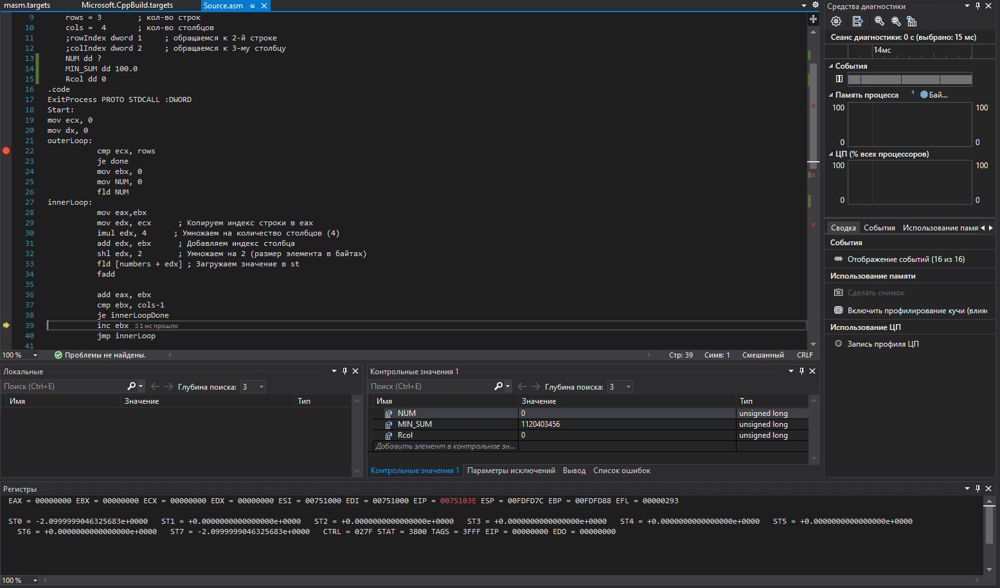 masm.targets Microsoft.CppBuild.targets Source.asm
9 rows = 3 ; кол-во строк
10 cols =  4 ; кол-во столбцов
11 ;rowIndex dword 1 ; обращаемся к 2-й строке
12 ;colIndex dword 2 ; обращаемся к 3-му столбцу
13 NUM dd ?
14 MIN_SUM dd 100.0
15 Rcol dd 0
16 .code
17 ExitProcess PROTO STDCALL :DWORD
18 Start:
19 mov ecx, 0
20 mov dx, 0
21 outerLoop:
22 cmp ecx, rows
23 je done
24 mov ebx, 0
25 mov NUM, 0
26 fld NUM
27 innerLoop:
28 mov eax,ebx
29 mov edx, ecx ; Копируем индекс строки в eax
30 imul edx, 4 ; Умножаем на количество столбцов (4)
31 add edx, ebx ; Добавляем индекс столбца
32 shl edx, 2 ; Умножаем на 2 (размер элемента в байтах)
33 fld [numbers + edx] ; Загружаем значение в st
34 fadd
35
36 add eax, ebx
37 cmp ebx, cols-1
38 je innerLoopDone
39 inc ebx ≤ 1 мс прошло
40 jmp innerLoop
41
100 % Проблемы не найдены. Стр: 39 Симв: 1 Смешанный CRLF
Локальные
Поиск (Ctrl+E) Глубина поиска: 3
Имя Значение Тип
Контрольные значения 1
Поиск (Ctrl+E) Глубина поиска: 3
Имя Значение Тип
NUM 0 unsigned long
MIN_SUM 1120403456 unsigned long
Rcol 0 unsigned long
Добавить элемент в контрольное зн...
Контрольные значения 1 Параметры исключений Вывод Список ошибок
Средства диагностики
Сеанс диагностики: 0 с (выбрано: 15 мс)
14мс
События
Память процесса Бай...
100 100
0 0
ЦП (% всех процессоров)
100 100
0 0
Сводка События Использование памят
События
Отображение событий (16 из 16)
Использование памяти
Сделать снимок
Включить профилирование кучи (влияе
Использование ЦП
Запись профиля ЦП
Регистры
EAX = 00000000 EBX = 00000000 ECX = 00000000 EDX = 00000000 ESI = 00751000 EDI = 00751000 EIP = 0075103E ESP = 00FDFD7C EBP = 00FDFD88 EFL = 00000293
ST0 = -2.0999999046325683e+0000 ST1 = +0.0000000000000000e+0000 ST2 = +0.0000000000000000e+0000 ST3 = +0.0000000000000000e+0000 ST4 = +0.0000000000000000e+0000 ST5 = +0.0000000000000000e+0000
ST6 = +0.0000000000000000e+0000 ST7 = -2.0999999046325683e+0000 CTRL = 027F STAT = 3800 TAGS = 3FFF EIP = 00000000 EDO = 00000000
100 %